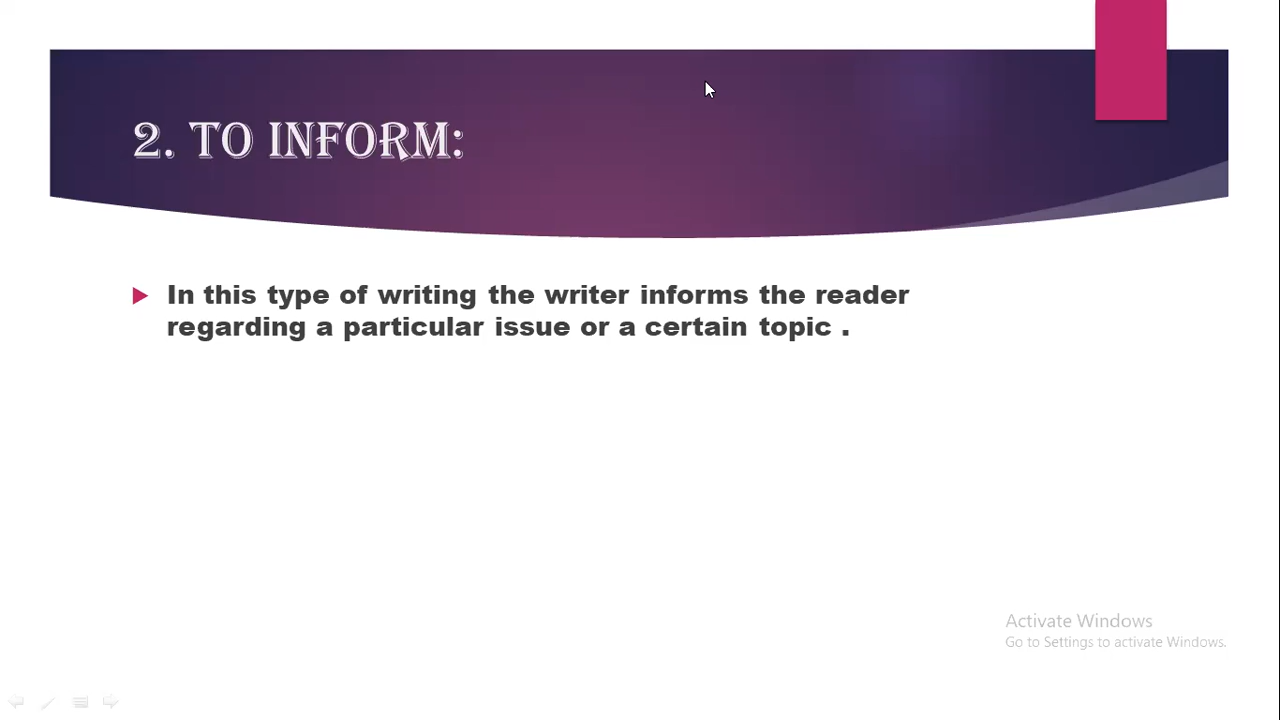 2. TO INFORM:
In this type of writing the writer informs the reader
regarding a particular issue or a certain topic .
Activate Windows
Go to Settings to activate Windows.